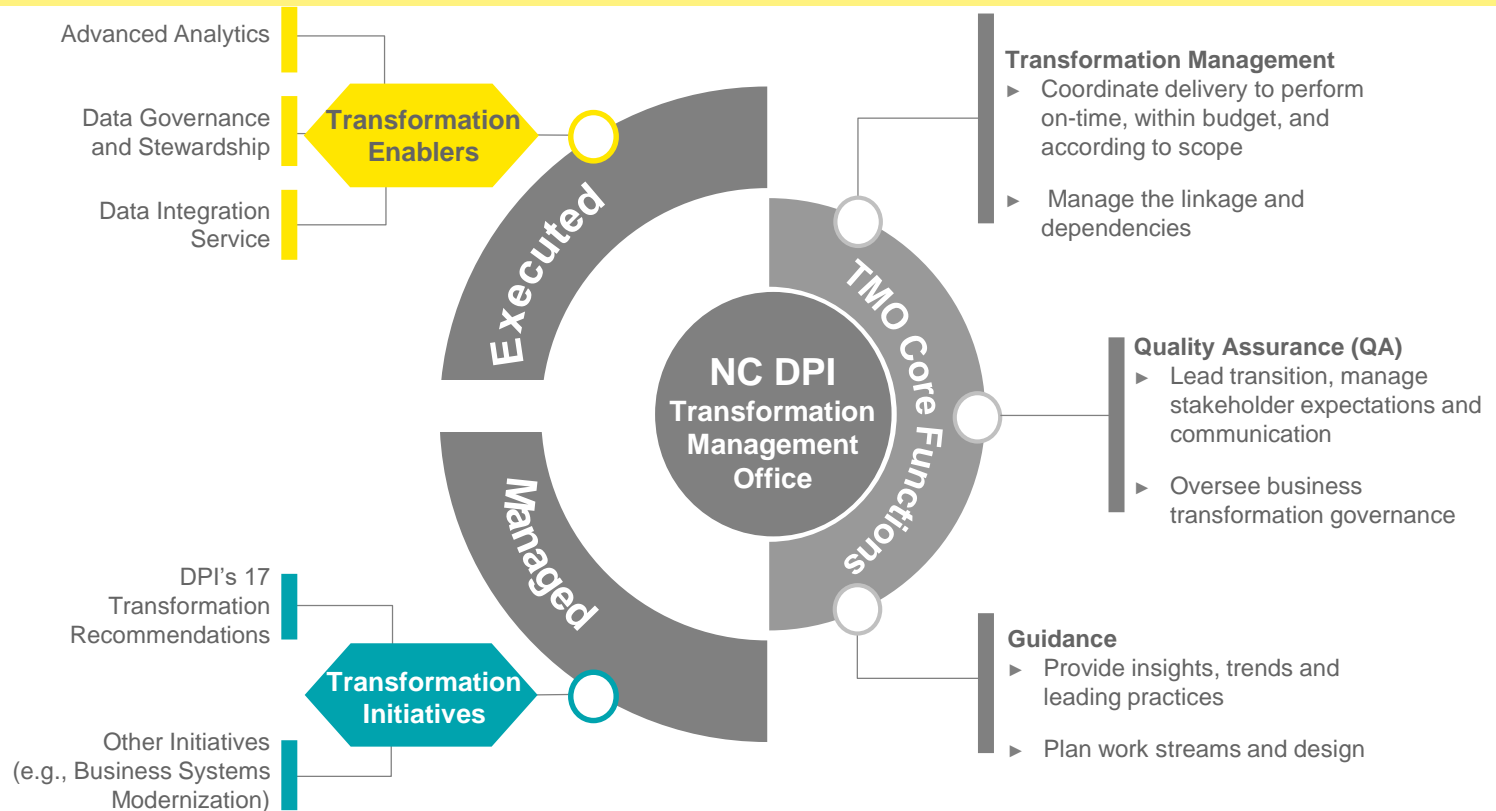 Advanced Analytics
Data Governance
and Stewardship
Data Integration
Service
Transformation
Enablers
Executed
Managed
DPI's 17
Transformation
Recommendations
Transformation
Initiatives
Other Initiatives
(e.g., Business Systems
Modernization)
NC DPI
Transformation
Management
Office
TMO Core Functions
Transformation Management
► Coordinate delivery to perform
on-time, within budget, and
according to scope
► Manage the linkage and
dependencies
Quality Assurance (QA)
► Lead transition, manage
stakeholder expectations and
communication
► Oversee business
transformation governance
Guidance
► Provide insights, trends and
leading practices
► Plan work streams and design